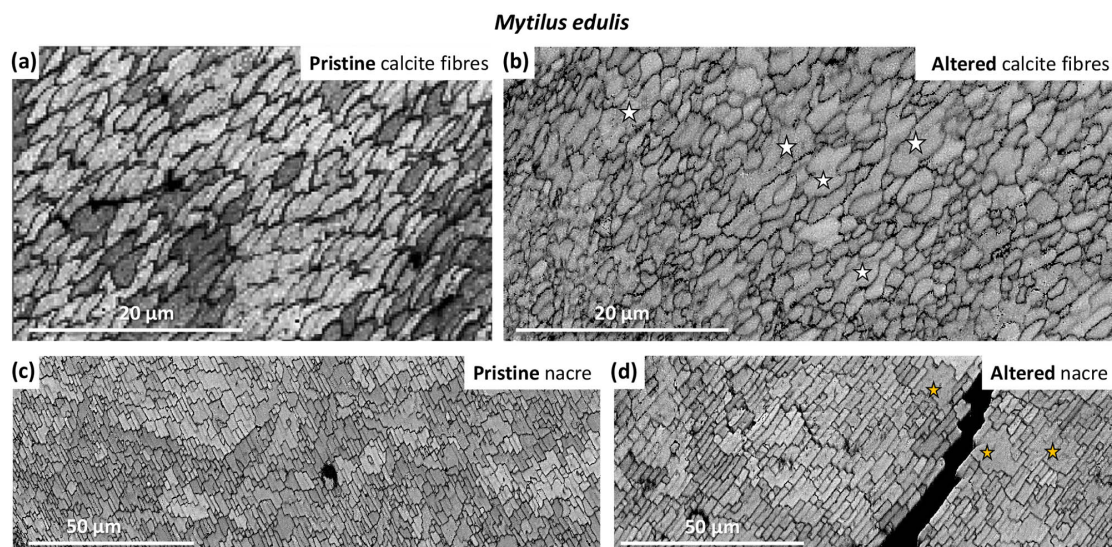 Mytilus edulis
(a) Pristine calcite fibres
20 µm
(b) Altered calcite fibres
20 µm
(c) Pristine nacre
50 µm
(d) Altered nacre
50 µm